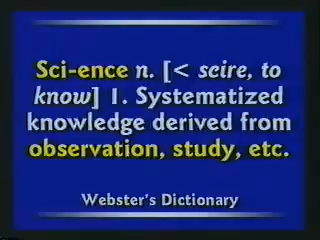 Sci-ence n. [< scire, to
know] 1. Systematized
knowledge derived from
observation, study, etc.
Webster's Dictionary